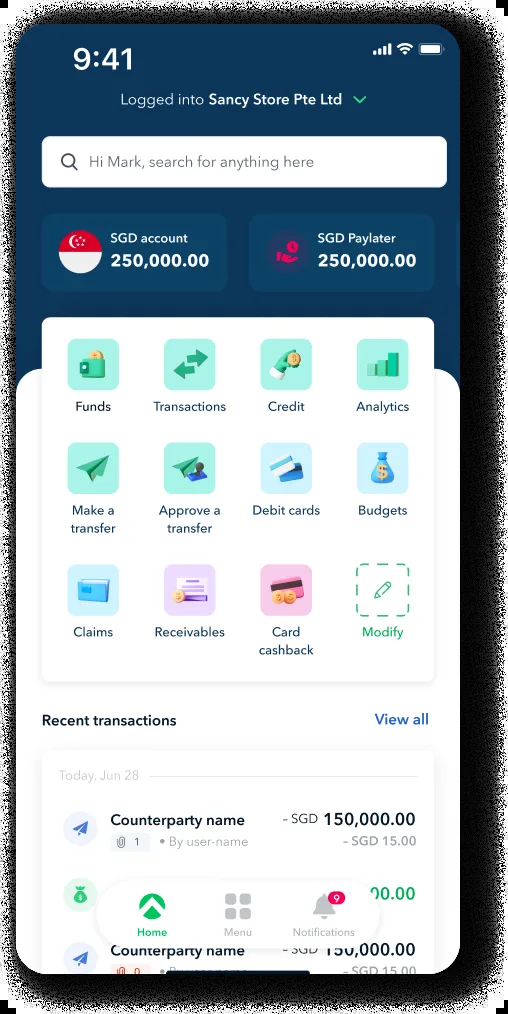 9:41
Logged into Sancy Store Pte Ltd
Hi Mark, search for anything here
SGD account
250,000.00
SGD Paylater
250,000.00
Funds
Transactions
Credit
Analytics
Make a
transfer
Approve a
transfer
Debit cards
Budgets
Claims
Receivables
Card
cashback
Modify
Recent transactions
View all
Today, Jun 28
Counterparty name
– SGD 150,000.00
1 • By user-name
– SGD 15.00
00.00
Home
Menu
9
Notifications
Counterparty name
– SGD 150,000.00
– SGD 15.00